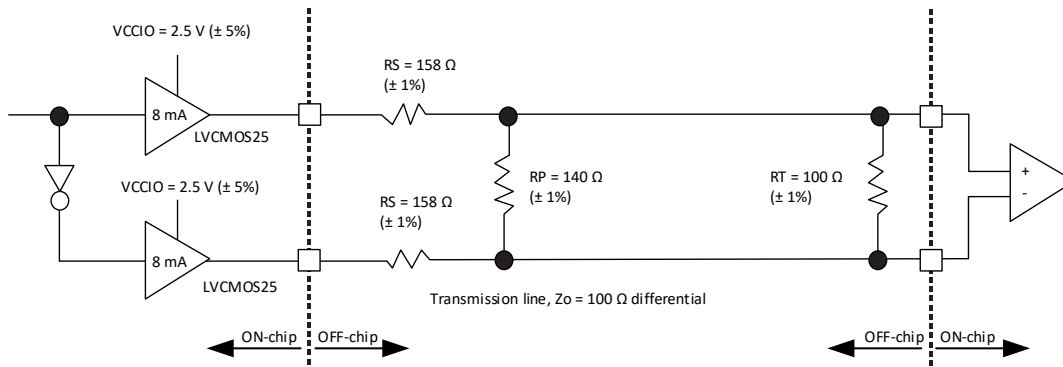 VCCIO = 2.5 V (± 5%)
8 mA
LVCMOS25
RS = 158 Ω
(± 1%)
VCCIO = 2.5 V (± 5%)
8 mA
LVCMOS25
RS = 158 Ω
(± 1%)
RP = 140 Ω
(± 1%)
RT = 100 Ω
(± 1%)
+
-
Transmission line, Zo = 100 Ω differential
ON-chip
OFF-chip
OFF-chip
ON-chip